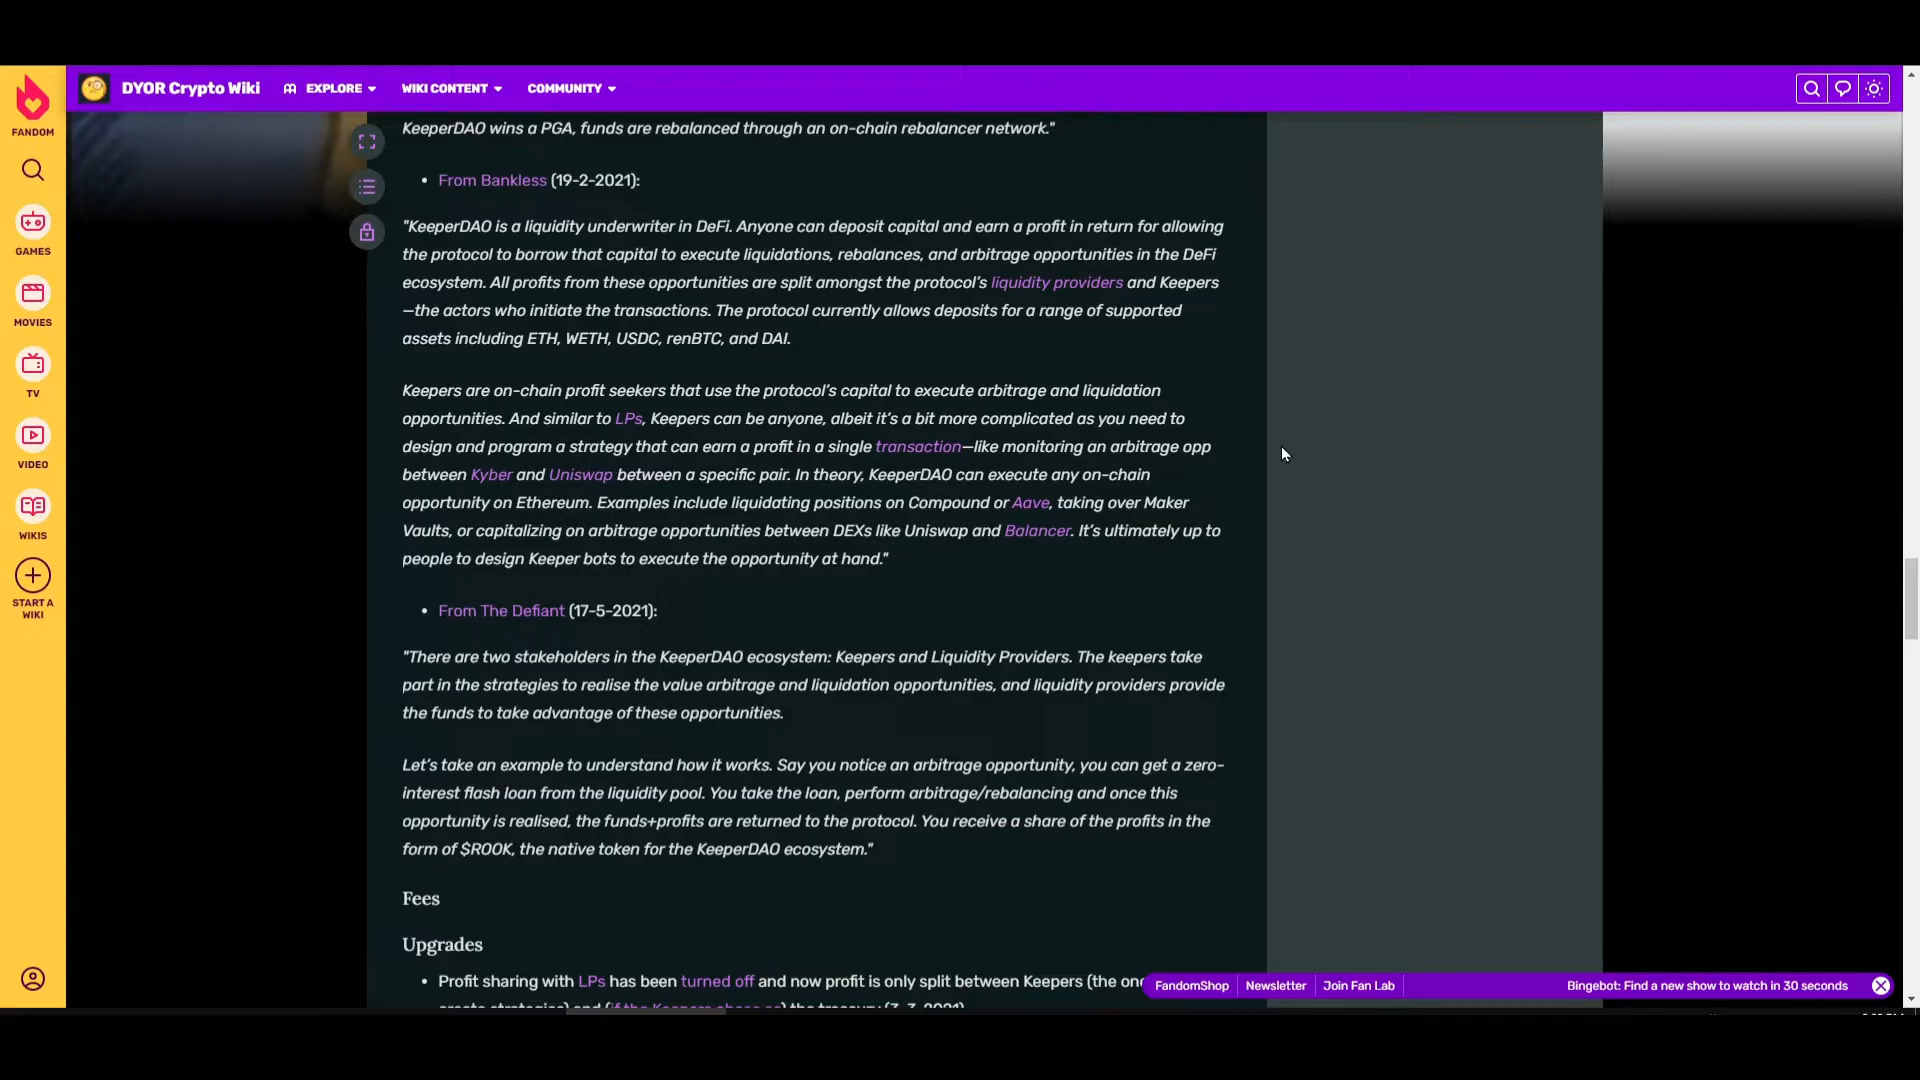 DYOR Crypto Wiki
EXPLORE
WIKI CONTENT
COMMUNITY
FANDOM
GAMES
MOVIES
TV
VIDEO
WIKIS
START A
WIKI
KeeperDAO wins a PGA, funds are rebalanced through an on-chain rebalancer network."
• From Bankless (19-2-2021):
"KeeperDAO is a liquidity underwriter in DeFi. Anyone can deposit capital and earn a profit in return for allowing
the protocol to borrow that capital to execute liquidations, rebalances, and arbitrage opportunities in the DeFi
ecosystem. All profits from these opportunities are split amongst the protocol's liquidity providers and Keepers
—the actors who initiate the transactions. The protocol currently allows deposits for a range of supported
assets including ETH, WETH, USDC, renBTC, and DAI.
Keepers are on-chain profit seekers that use the protocol's capital to execute arbitrage and liquidation
opportunities. And similar to LPs, Keepers can be anyone, albeit it's a bit more complicated as you need to
design and program a strategy that can earn a profit in a single transaction—like monitoring an arbitrage opp
between Kyber and Uniswap between a specific pair. In theory, KeeperDAO can execute any on-chain
opportunity on Ethereum. Examples include liquidating positions on Compound or Aave, taking over Maker
Vaults, or capitalizing on arbitrage opportunities between DEXs like Uniswap and Balancer. It's ultimately up to
people to design Keeper bots to execute the opportunity at hand."
• From The Defiant (17-5-2021):
"There are two stakeholders in the KeeperDAO ecosystem: Keepers and Liquidity Providers. The keepers take
part in the strategies to realise the value arbitrage and liquidation opportunities, and liquidity providers provide
the funds to take advantage of these opportunities.
Let's take an example to understand how it works. Say you notice an arbitrage opportunity, you can get a zero-
interest flash loan from the liquidity pool. You take the loan, perform arbitrage/rebalancing and once this
opportunity is realised, the funds+profits are returned to the protocol. You receive a share of the profits in the
form of $ROOK, the native token for the KeeperDAO ecosystem."
Fees
Upgrades
• Profit sharing with LPs has been turned off and now profit is only split between Keepers (the one
create strategies) and (if the Keepers chose so) the treasury (3-3-2021)
FandomShop
Newsletter
Join Fan Lab
Bingebot: Find a new show to watch in 30 seconds